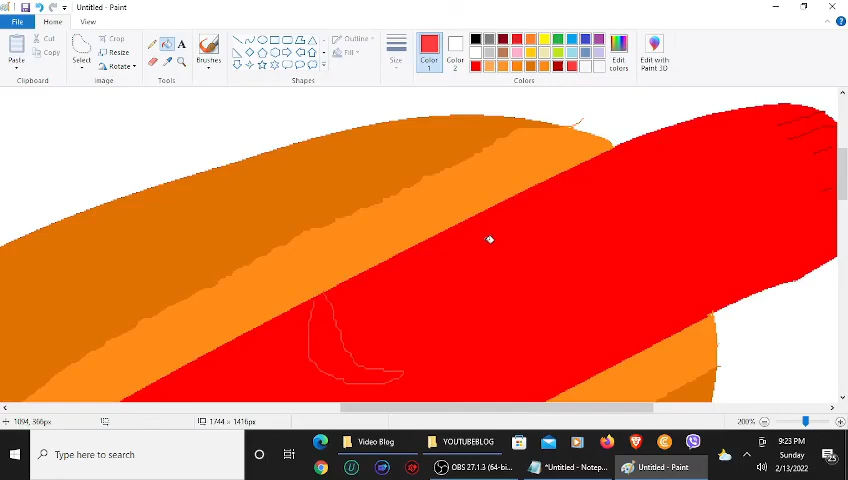 Untitled - Paint
File
Home
View
Paste
Cut
Copy
Clipboard
Select
Crop
Resize
Rotate
Image
A
Tools
Brushes
Outline
Fill
Shapes
Size
Color
1
Color
2
Edit
colors
Edit with
Paint 3D
Colors
1094, 366px
1744 × 1416px
200%
Type here to search
Video Blog
YOUTUBEBLOG
OBS 27.1.3 (64-bi...
*Untitled - Notep...
Untitled - Paint
9:23 PM
Sunday
2/13/2022